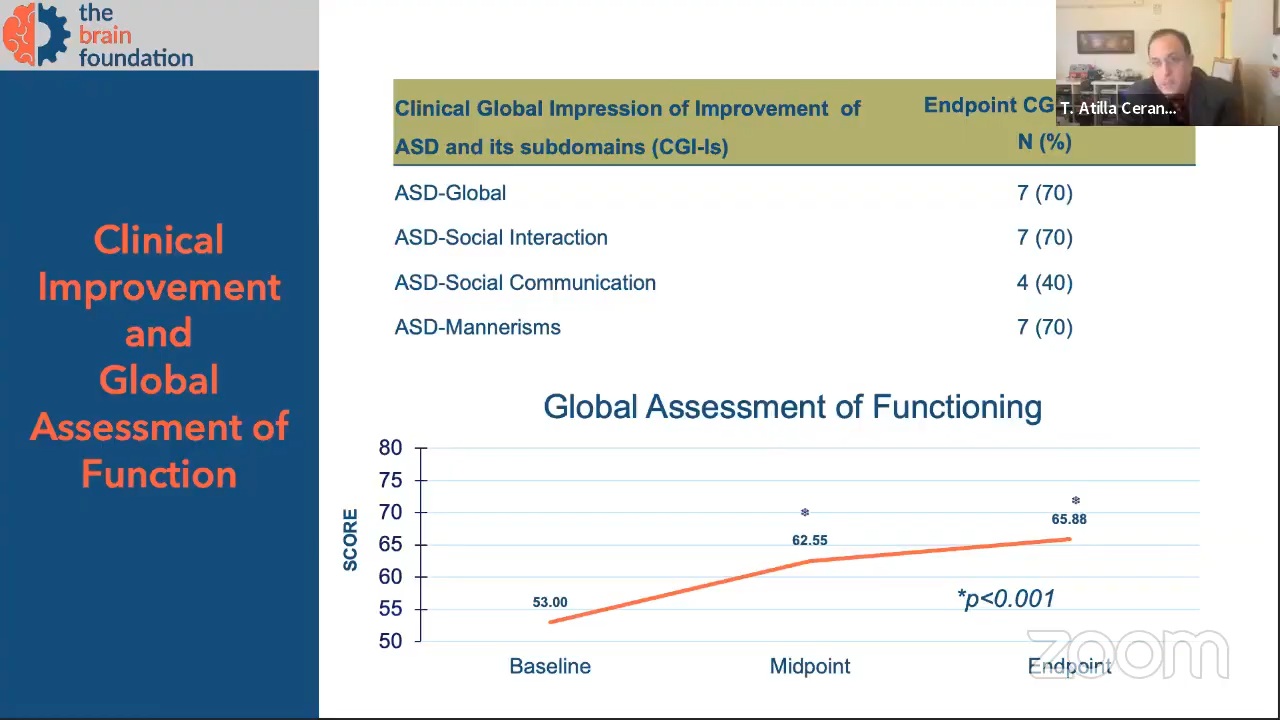 the
brain
foundation
Clinical
Improvement
and
Global
Assessment of
Function
Clinical Global Impression of Improvement of
ASD and its subdomains (CGI-Is)
Endpoint CG
N (%)
T. Atilla Ceran...
ASD-Global 7 (70)
ASD-Social Interaction 7 (70)
ASD-Social Communication 4 (40)
ASD-Mannerisms 7 (70)
Global Assessment of Functioning
SCORE
80
75
70
65
60
55
50
53.00
*
62.55
*
65.88
*p<0.001
Baseline Midpoint Endpoint
zoom